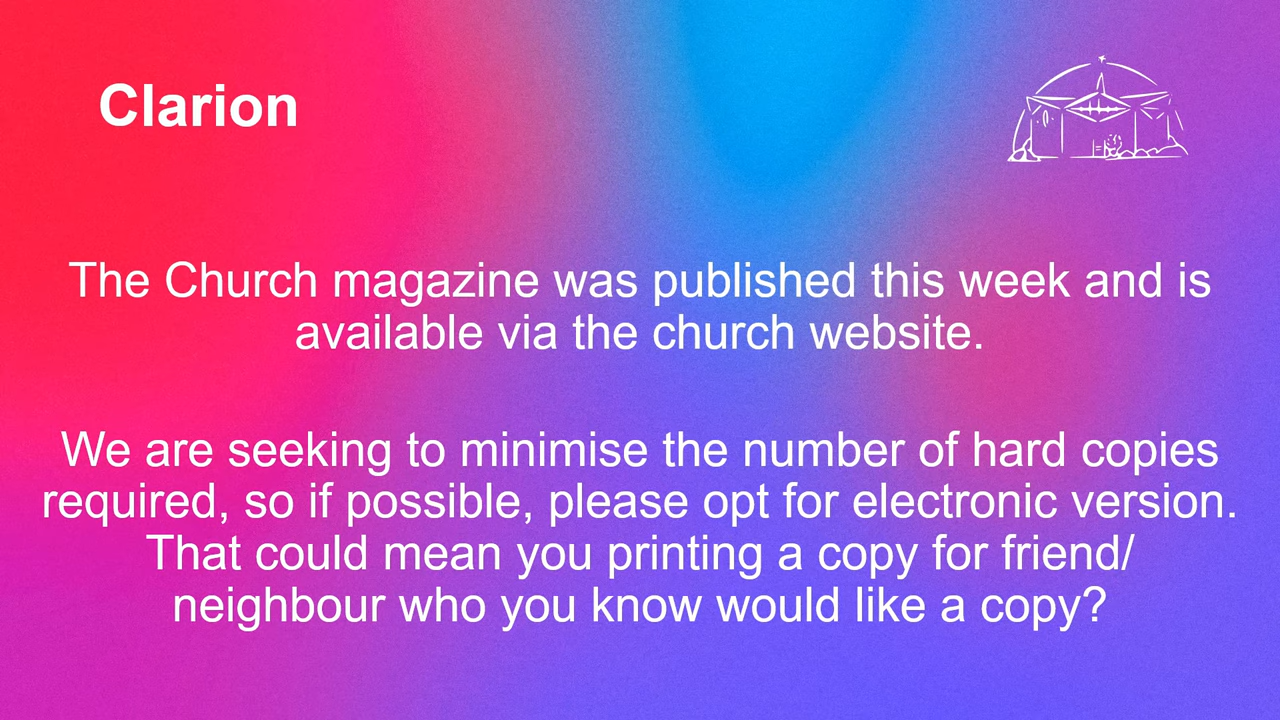 Clarion
The Church magazine was published this week and is
available via the church website.
We are seeking to minimise the number of hard copies
required, so if possible, please opt for electronic version.
That could mean you printing a copy for friend/
neighbour who you know would like a copy?